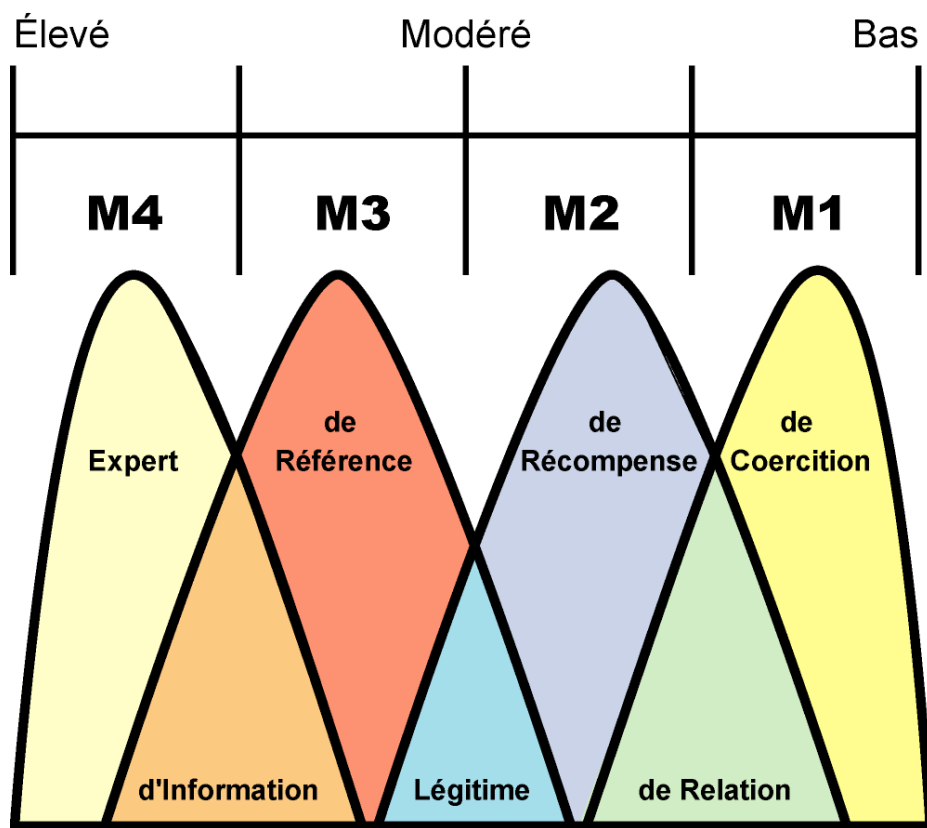 Élevé Modéré Bas
M4 M3 M2 M1
Expert
de
Référence
de
Récompense
de
Coercition
d'Information
Légitime
de Relation